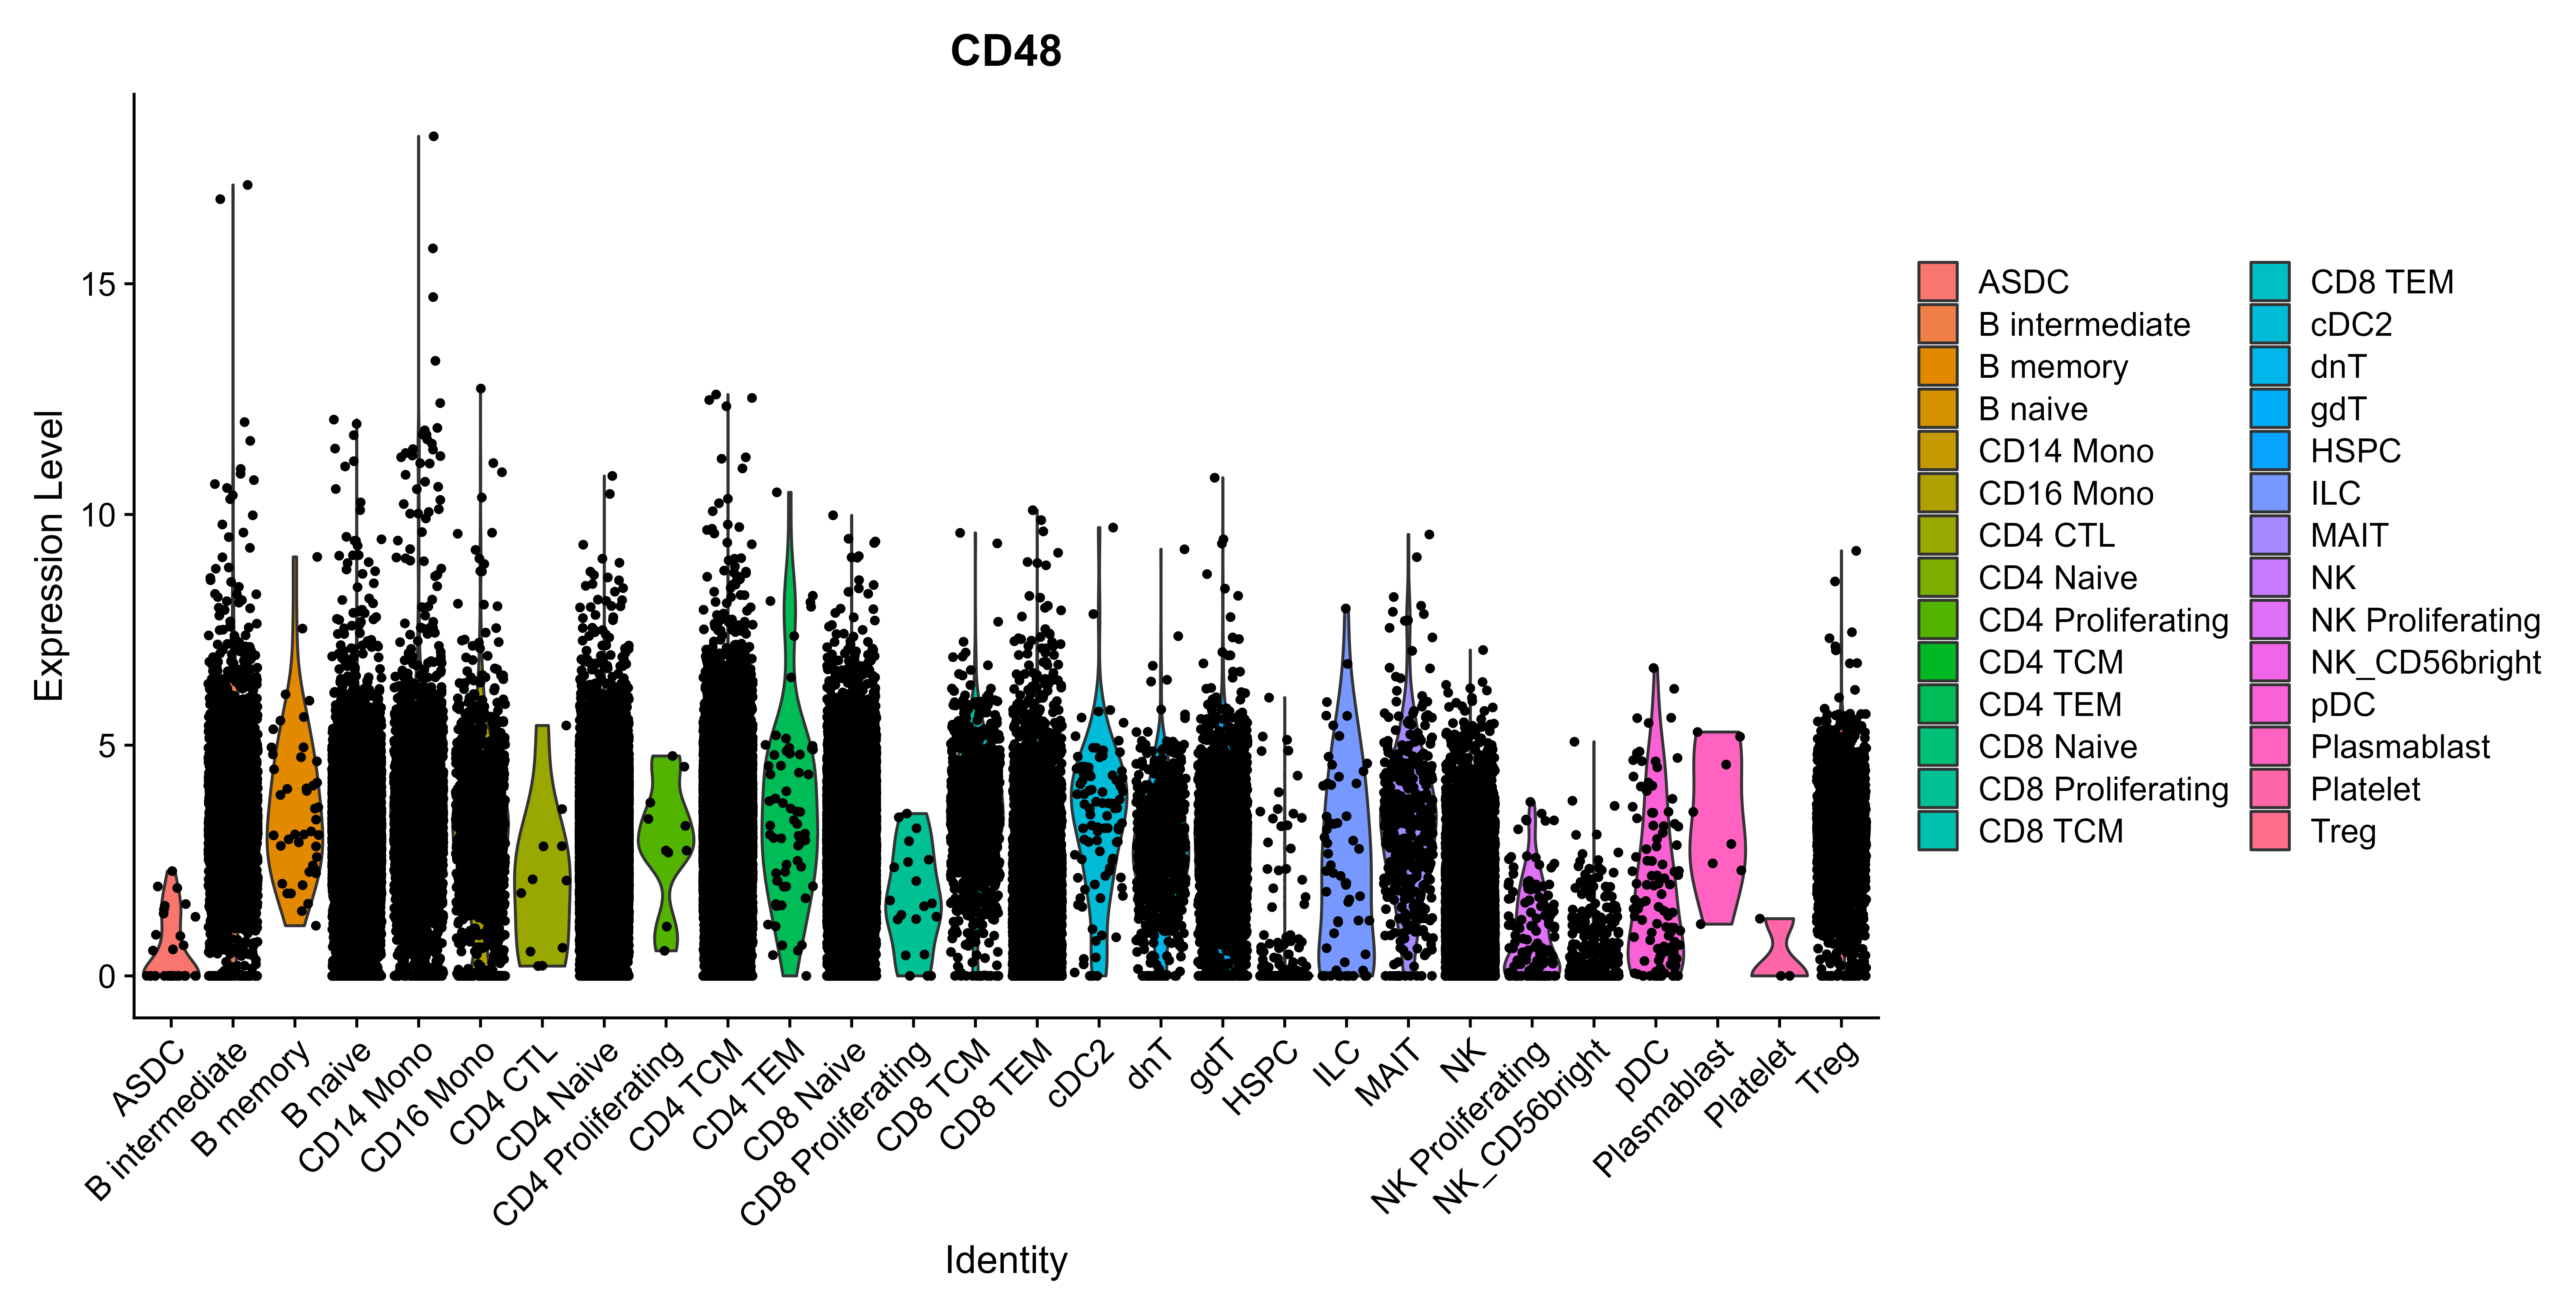 CD48
Expression Level
15
10
5
0
ASDC
B intermediate
B memory
B naive
CD14 Mono
CD16 Mono
CD4 CTL
CD4 Naive
CD4 Proliferating
CD4 TCM
CD4 TEM
CD8 Naive
CD8 Proliferating
CD8 TCM
CD8 TEM
cDC2
dnT
gdT
HSPC
ILC
MAIT
NK
NK Proliferating
NK_CD56bright
pDC
Plasmablast
Platelet
Treg
Identity
ASDC
B intermediate
B memory
B naive
CD14 Mono
CD16 Mono
CD4 CTL
CD4 Naive
CD4 Proliferating
CD4 TCM
CD4 TEM
CD8 Naive
CD8 Proliferating
CD8 TCM
CD8 TEM
cDC2
dnT
gdT
HSPC
ILC
MAIT
NK
NK Proliferating
NK_CD56bright
pDC
Plasmablast
Platelet
Treg